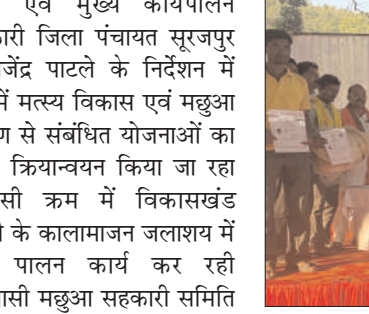 एवं मुख्य कार्यपालन
कारी जिला पंचायत सूरजपुर
जेंद्र पाटले के निर्देशन में
में मत्स्य विकास एवं मछुआ
ण से संबंधित योजनाओं का
क्रियान्वयन किया जा रहा
सी क्रम में विकासखंड
के कालामाजन जलाशय में
पालन कार्य कर रही
ासी मछुआ सहकारी समिति